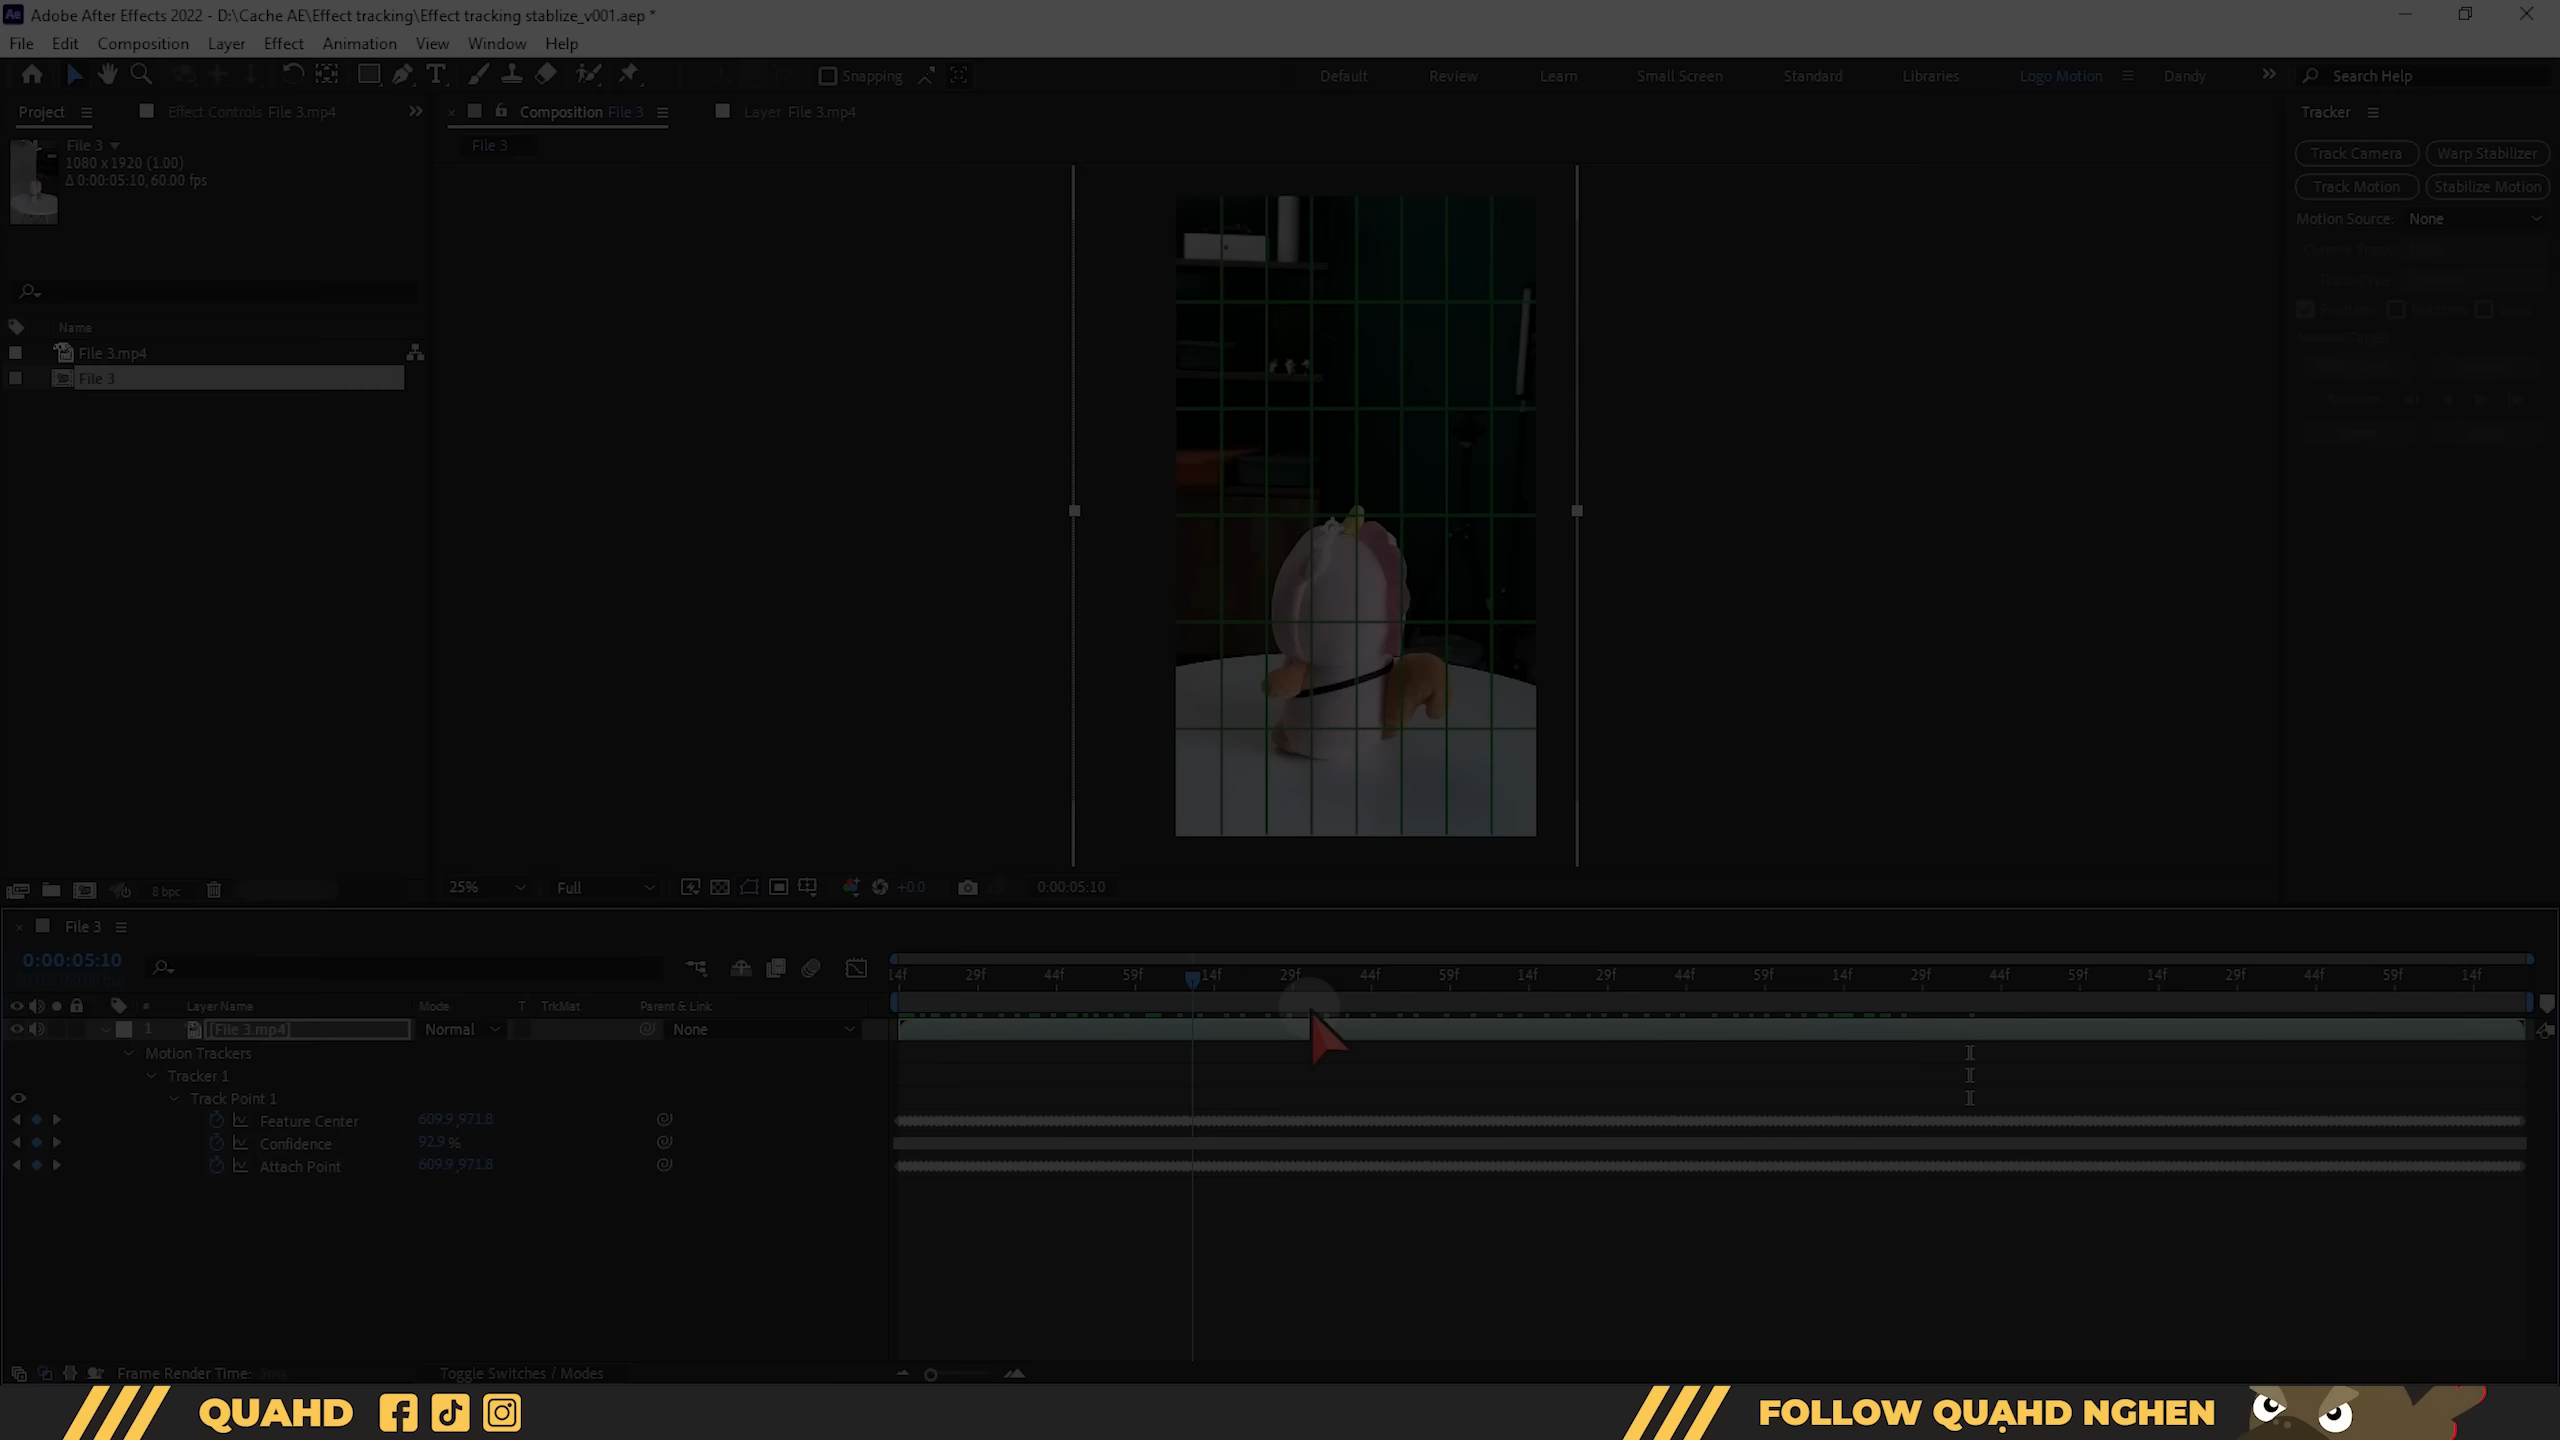 Adobe After Effects 2022 - D:\Cache AE\Effect tracking\Effect tracking stablize_v001.aep *
File Edit Composition Layer Effect Animation View Window Help
Snapping Default Review Learn Small Screen Standard Libraries Logo Motion Dandy Search Help
Project Effect Controls File 3.mp4 Composition File 3 Layer File 3.mp4 Tracker
File 3
1080 x 1920 (1.00)
Δ 0:00:05:10, 60.00 fps
File 3
Track Camera Warp Stabilizer
Track Motion Stabilize Motion
Motion Source: None
Name
File 3.mp4
File 3
8 bpc 25% Full +0.0 0:00:05:10
File 3
0:00:05:10
14f 29f 44f 59f 14f 29f 44f 59f 14f 29f 44f 59f 14f 29f 44f 59f 14f 29f 44f 59f 14f
# Layer Name Mode T TrkMat Parent & Link
1 [File 3.mp4] Normal None
Motion Trackers
Tracker 1
Track Point 1
Feature Center 609.9,971.8
Confidence 92.9 %
Attach Point 609.9,971.8
Frame Render Time: Toggle Switches / Modes
QUAHD FOLLOW QUẠHD NGHEN